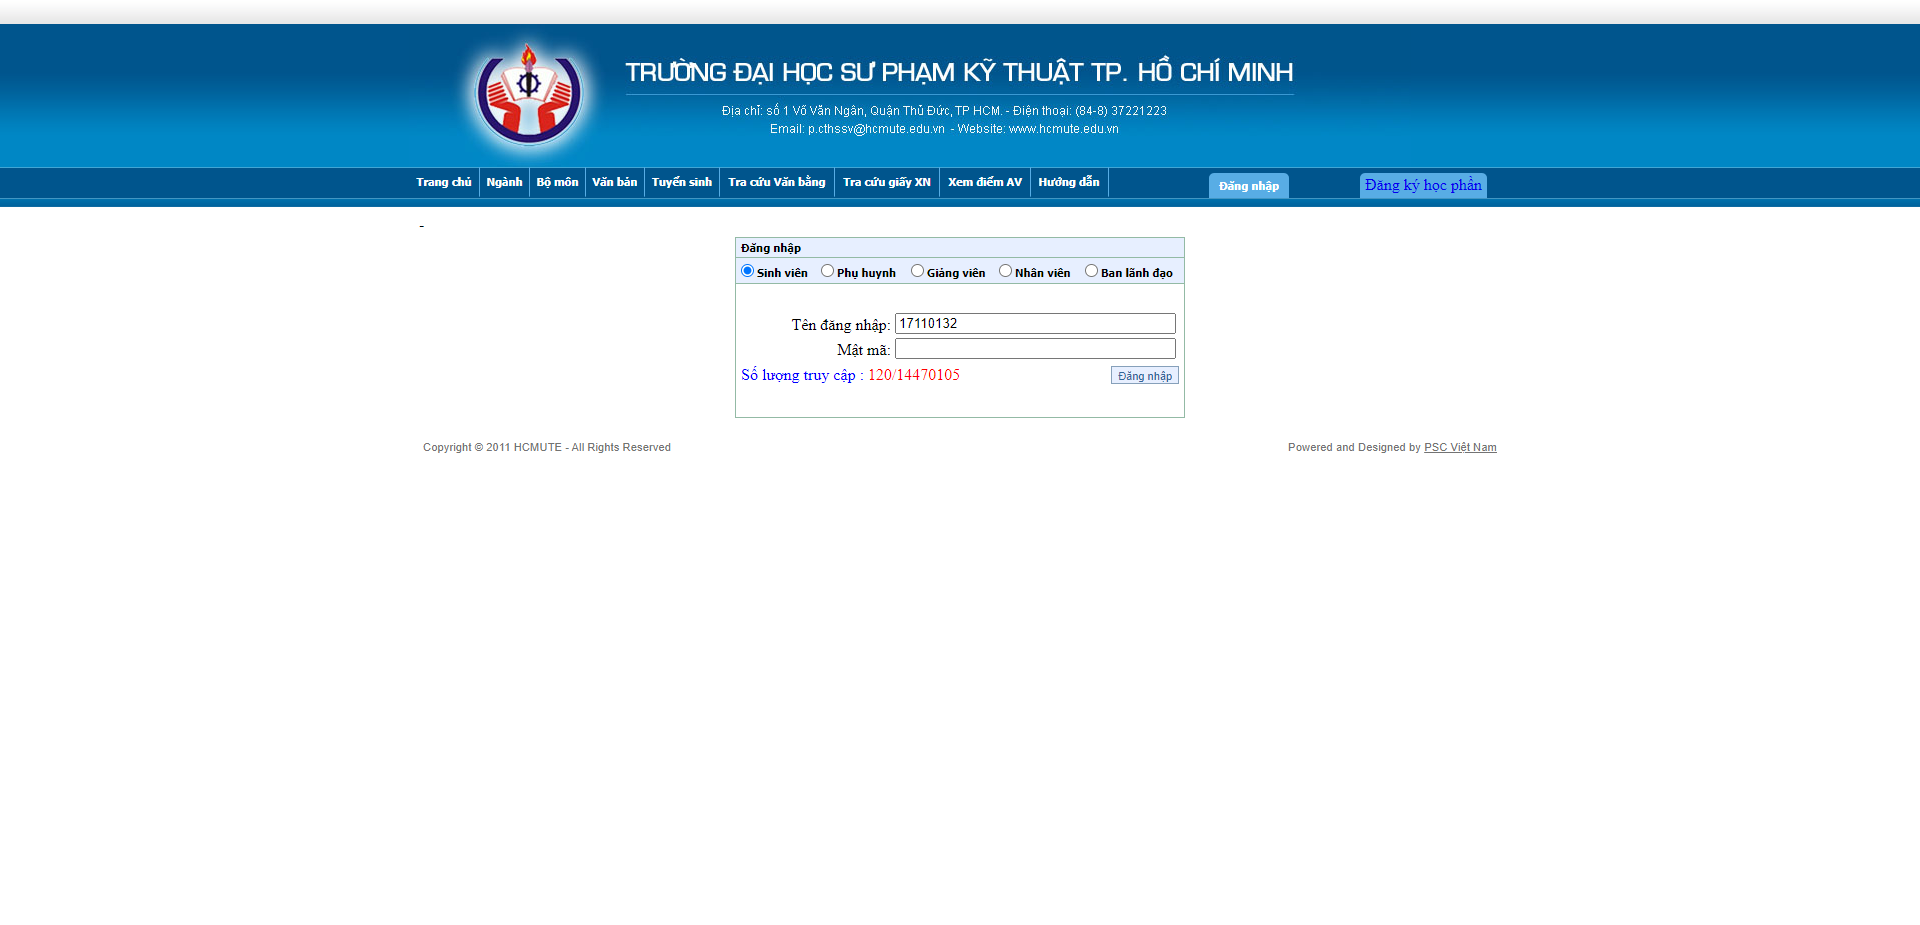 TRƯỜNG ĐẠI HỌC SƯ PHẠM KỸ THUẬT TP. HỒ CHÍ MINH
Địa chỉ: số 1 Võ Văn Ngân, Quận Thủ Đức, TP HCM. - Điện thoại: (84-8) 37221223
Email: p.cthssv@hcmute.edu.vn - Website: www.hcmute.edu.vn
Trang chủ Ngành Bộ môn Văn bản Tuyển sinh Tra cứu Văn bằng Tra cứu giấy XN Xem điểm AV Hướng dẫn Đăng nhập Đăng ký học phần
-
Đăng nhập
Sinh viên Phụ huynh Giảng viên Nhân viên Ban lãnh đạo
Tên đăng nhập: 17110132
Mật mã:
Số lượng truy cập : 120/14470105 Đăng nhập
Copyright © 2011 HCMUTE - All Rights Reserved Powered and Designed by PSC Việt Nam